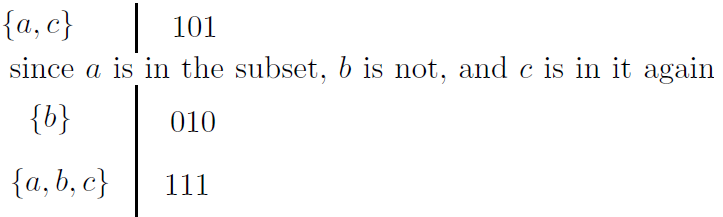 {a, c} 101
since a is in the subset, b is not, and c is in it again
{b} 010
{a, b, c} 111